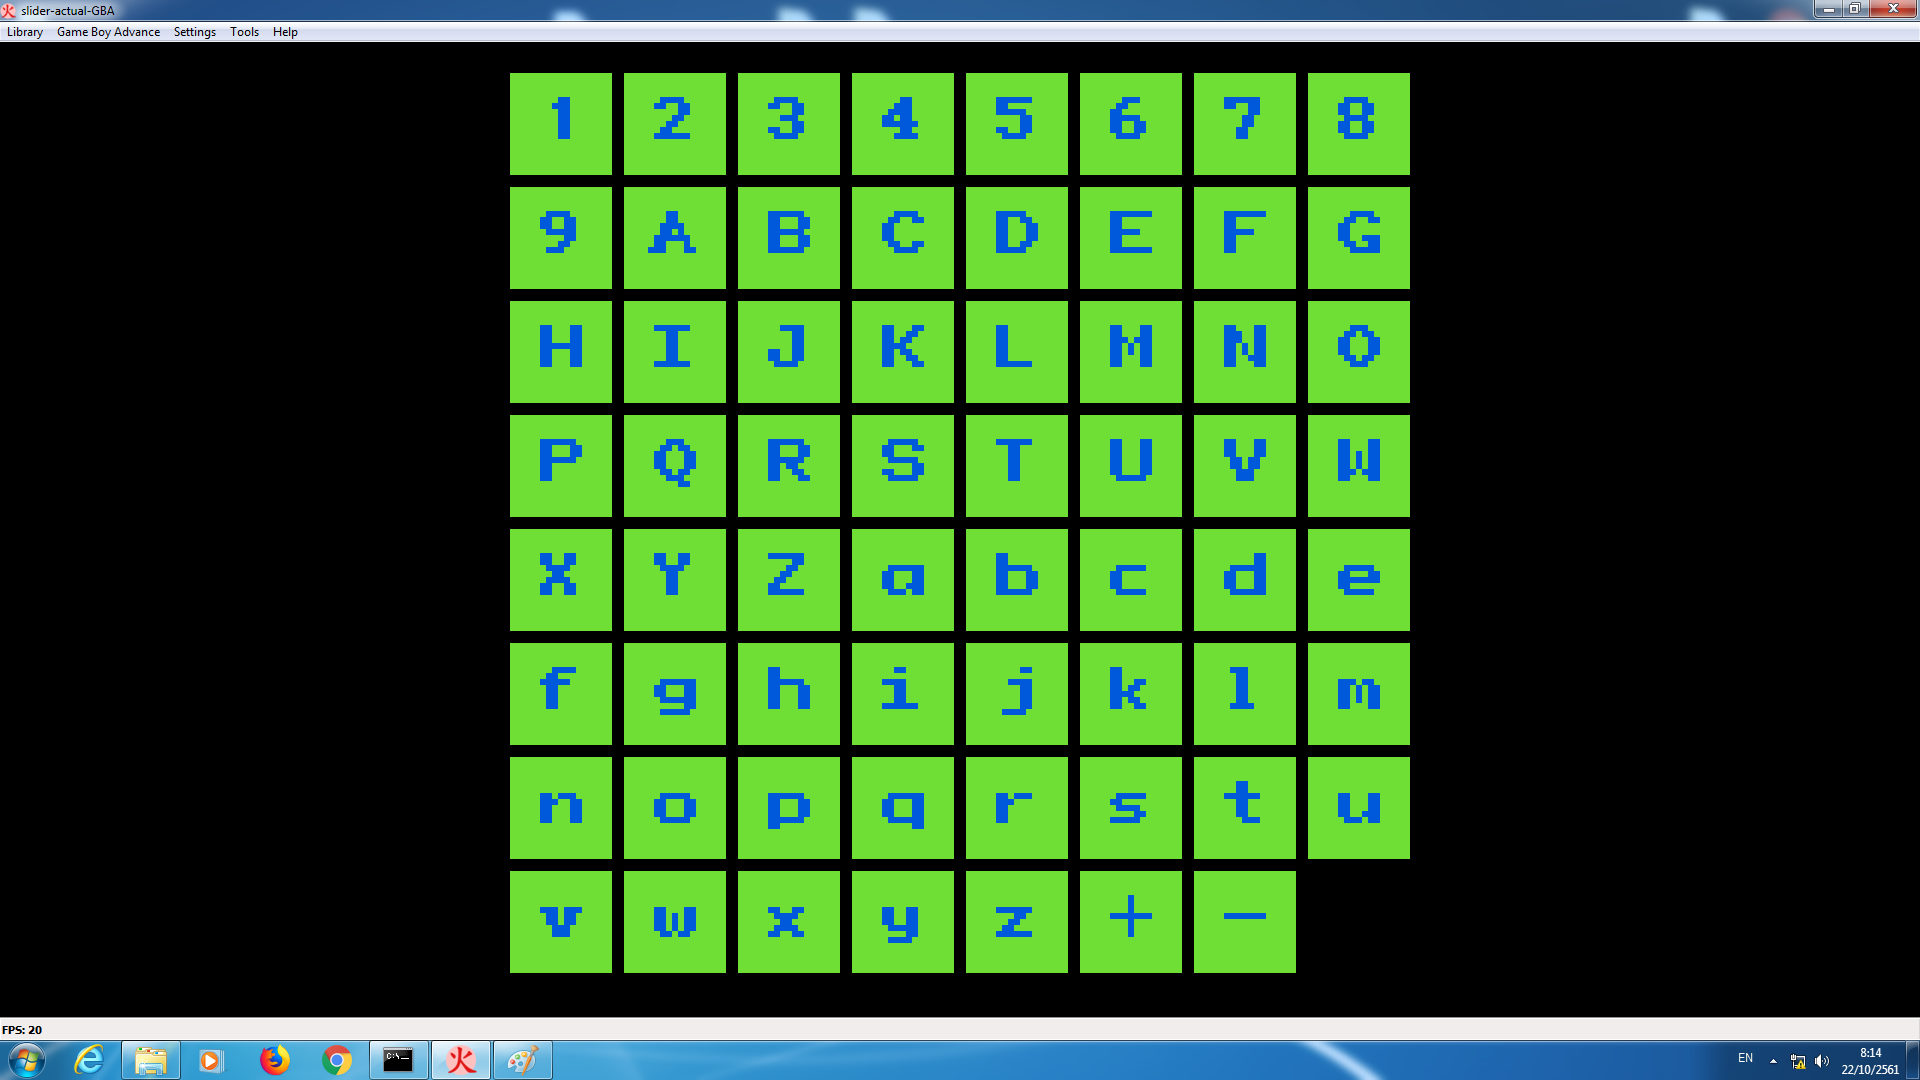 slider-actual-GBA
Library Game Boy Advance Settings Tools Help
1 2 3 4 5 6 7 8
9 A B C D E F G
H I J K L M N O
P Q R S T U V W
X Y Z a b c d e
f g h i j k l m
n o p q r s t u
v w x y z + -
FPS: 20
C:\_
火
EN
8:14
22/10/2561